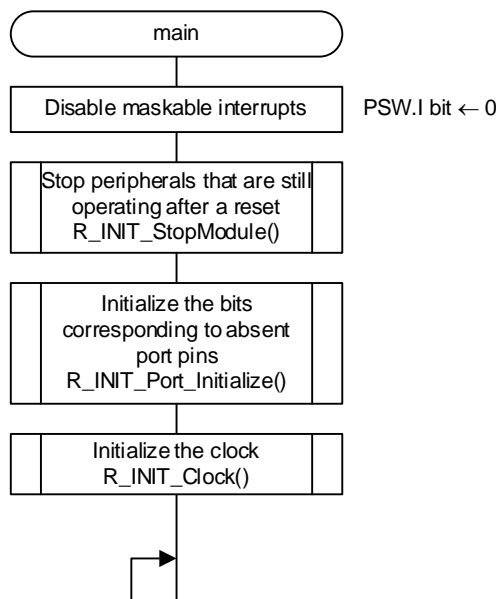 main
Disable maskable interrupts
PSW.I bit ← 0
Stop peripherals that are still
operating after a reset
R_INIT_StopModule()
Initialize the bits
corresponding to absent
port pins
R_INIT_Port_Initialize()
Initialize the clock
R_INIT_Clock()